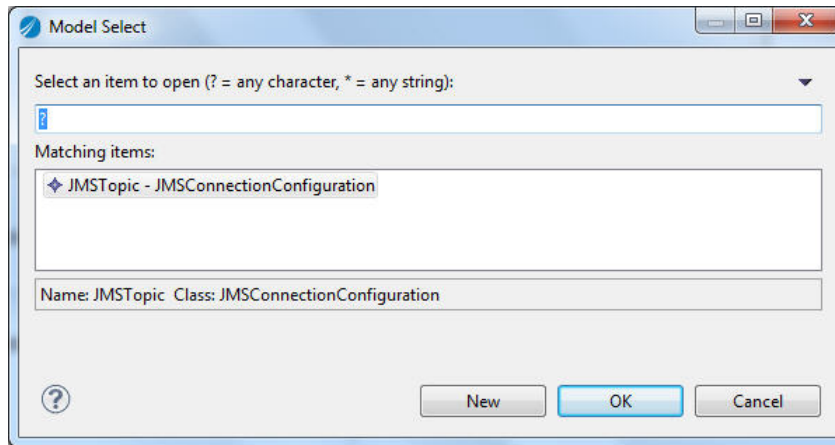 Model Select
Select an item to open (? = any character, * = any string):
?
Matching items:
JMSTopic - JMSConnectionConfiguration
Name: JMSTopic  Class: JMSConnectionConfiguration
? New OK Cancel